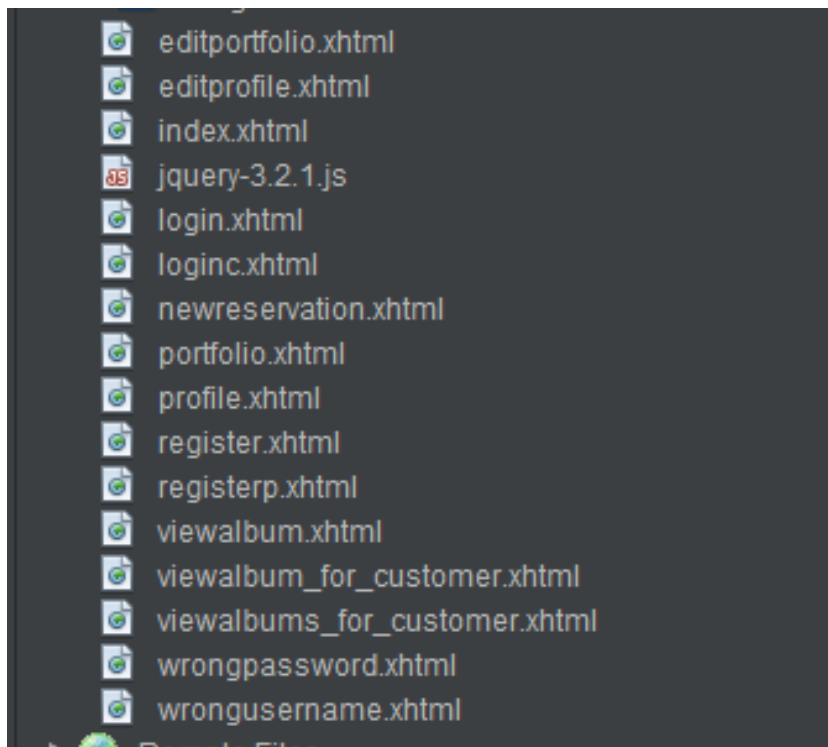 editportfolio.xhtml
editprofile.xhtml
index.xhtml
jquery-3.2.1.js
login.xhtml
loginc.xhtml
newreservation.xhtml
portfolio.xhtml
profile.xhtml
register.xhtml
registerp.xhtml
viewalbum.xhtml
viewalbum_for_customer.xhtml
viewalbums_for_customer.xhtml
wrongpassword.xhtml
wrongusername.xhtml